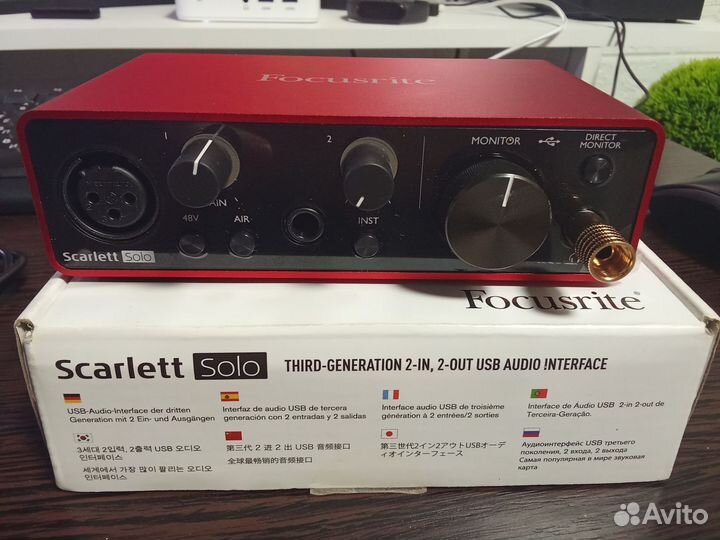 Focusrite
1
2
MONITOR
DIRECT
MONITOR
GAIN
48V
AIR
INST
Scarlett Solo
Focusrite
Scarlett Solo THIRD-GENERATION 2-IN, 2-OUT USB AUDIO INTERFACE
USB-Audio-Interface der dritten
Generation mit 2 Ein- und Ausgängen
Interfaz de audio USB de tercera
generación con 2 entradas y 2 salidas
Interface audio USB de troisième
génération à 2 entrées/2 sorties
Interface de Áudio USB 2-in 2-out de
Terceira-Geração.
3세대 2입력, 2출력 USB 오디오
인터페이스
세계에서 가장 많이 팔리는 오디오
인터페이스
第三代 2 进 2 出 USB 音频接口
全球最畅销的音频接口
第三世代2イン2アウトUSBオーデ
ィオインターフェース
Аудиоинтерфейс USB третьего
поколения, 2 входа, 2 выхода
Самая популярная в мире звуковая
карта
Avito